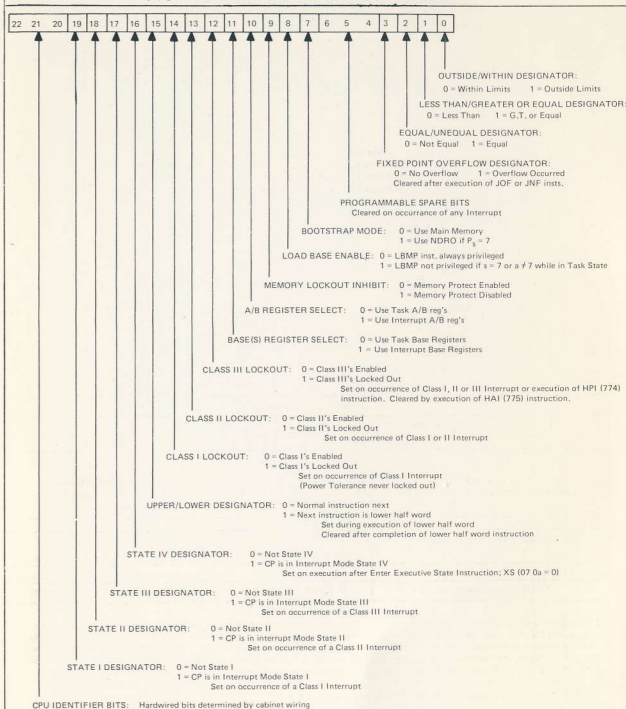 22 21 20 19 18 17 16 15 14 13 12 11 10 9 8 7 6 5 4 3 2 1 0
OUTSIDE/WITHIN DESIGNATOR:
0 = Within Limits 1 = Outside Limits
LESS THAN/GREATER OR EQUAL DESIGNATOR:
0 = Less Than 1 = G,T, or Equal
EQUAL/UNEQUAL DESIGNATOR:
0 = Not Equal 1 = Equal
FIXED POINT OVERFLOW DESIGNATOR:
0 = No Overflow 1 = Overflow Occurred
Cleared after execution of JOF or JNF insts.
PROGRAMMABLE SPARE BITS
Cleared on occurrance of any Interrupt
BOOTSTRAP MODE: 0 = Use Main Memory
1 = Use NDRO if Ps = 7
LOAD BASE ENABLE: 0 = LBMP inst, always privileged
1 = LBMP not privileged if s = 7 or a ≠ 7 while in Task State
MEMORY LOCKOUT INHIBIT: 0 = Memory Protect Enabled
1 = Memory Protect Disabled
A/B REGISTER SELECT: 0 = Use Task A/B reg's
1 = Use Interrupt A/B reg's
BASE(S) REGISTER SELECT: 0 = Use Task Base Registers
1 = Use Interrupt Base Registers
CLASS III LOCKOUT: 0 = Class III's Enabled
1 = Class III's Locked Out
Set on occurrence of Class I, II or III Interrupt or execution of HPI (774)
instruction. Cleared by execution of HAI (775) instruction.
CLASS II LOCKOUT: 0 = Class II's Enabled
1 = Class II's Locked Out
Set on occurrence of Class I or II Interrupt
CLASS I LOCKOUT: 0 = Class I's Enabled
1 = Class I's Locked Out
Set on occurrence of Class I Interrupt
(Power Tolerance never locked out)
UPPER/LOWER DESIGNATOR: 0 = Normal instruction next
1 = Next instruction is lower half word
Set during execution of lower half word
Cleared after completion of lower half word instruction
STATE IV DESIGNATOR: 0 = Not State IV
1 = CP is in Interrupt Mode State IV
Set on execution after Enter Executive State Instruction; XS (07 0a = 0)
STATE III DESIGNATOR: 0 = Not State III
1 = CP is in Interrupt Mode State III
Set on occurrence of a Class III Interrupt
STATE II DESIGNATOR: 0 = Not State II
1 = CP is in interrupt Mode State II
Set on occurrence of a Class II Interrupt
STATE I DESIGNATOR: 0 = Not State I
1 = CP is in Interrupt Mode State I
Set on occurrence of a Class I Interrupt
CPU IDENTIFIER BITS: Hardwired bits determined by cabinet wiring